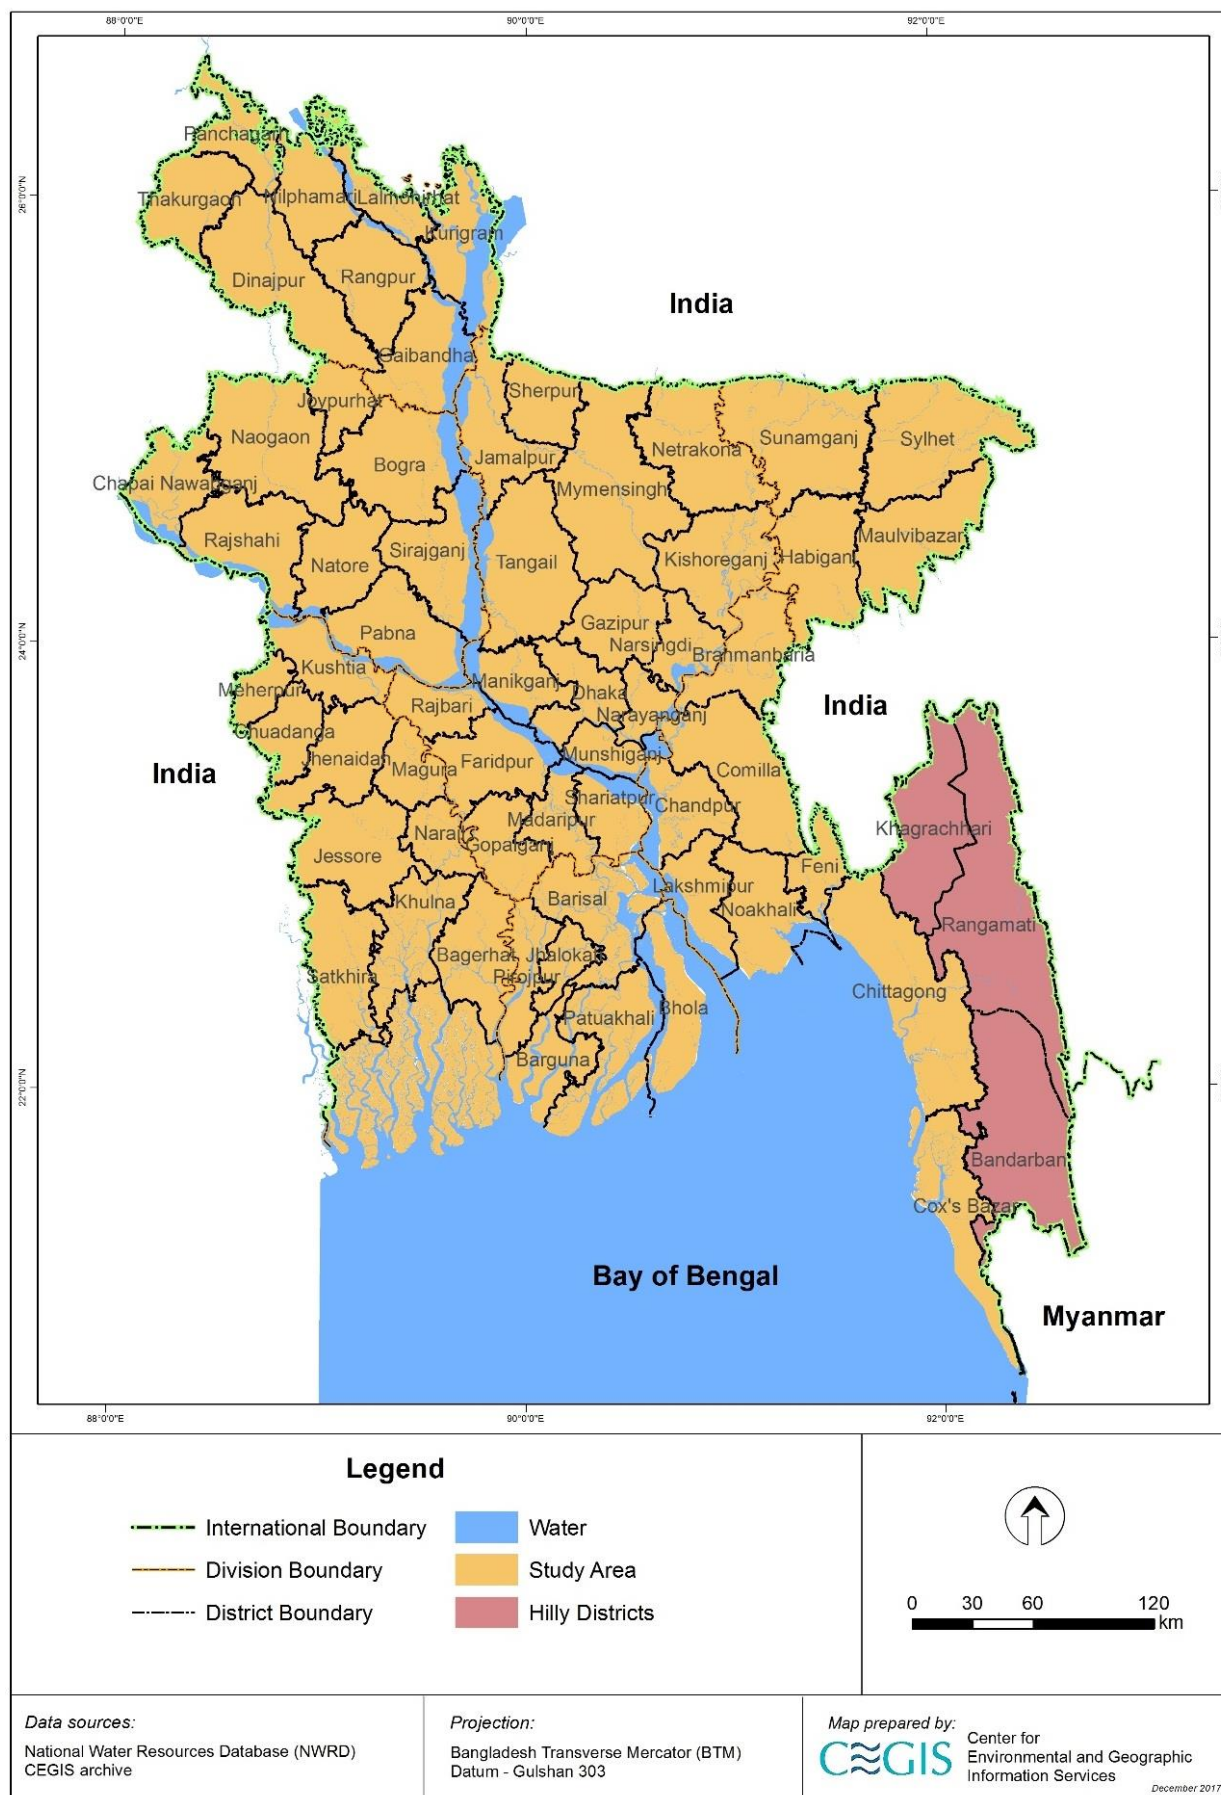 88°0'0"E
90°0'0"E
92°0'0"E
26°0'0"N
24°0'0"N
22°0'0"N
Panchagarh
Thakurgaon
Nilphamari
Lalmonirhat
Kurigram
Dinajpur
Rangpur
India
Gaibandha
Joypurhat
Sherpur
Naogaon
Bogra
Jamalpur
Netrakona
Sunamganj
Sylhet
Chapai Nawabganj
Mymensingh
Rajshahi
Natore
Sirajganj
Tangail
Kishoreganj
Habiganj
Maulvibazar
Pabna
Gazipur
Narsingdi
Brahmanbaria
Kushtia
Meherpur
Manikganj
Dhaka
Rajbari
Narayanganj
India
Chuadanga
Jhenaidah
Magura
Faridpur
Munshiganj
Comilla
India
Shariatpur
Chandpur
Madaripur
Narail
Gopalganj
Khagrachhari
Jessore
Feni
Khulna
Barisal
Lakshmipur
Noakhali
Rangamati
Satkhira
Bagerhat
Jhalokati
Pirojpur
Chittagong
Patuakhali
Bhola
Barguna
Bandarban
Cox's Bazar
Bay of Bengal
Myanmar
88°0'0"E
90°0'0"E
92°0'0"E
Legend
International Boundary
Division Boundary
District Boundary
Water
Study Area
Hilly Districts
0 30 60 120
km
Data sources:
National Water Resources Database (NWRD)
CEGIS archive
Projection:
Bangladesh Transverse Mercator (BTM)
Datum - Gulshan 303
Map prepared by:
CEGIS
Center for
Environmental and Geographic
Information Services
December 2017